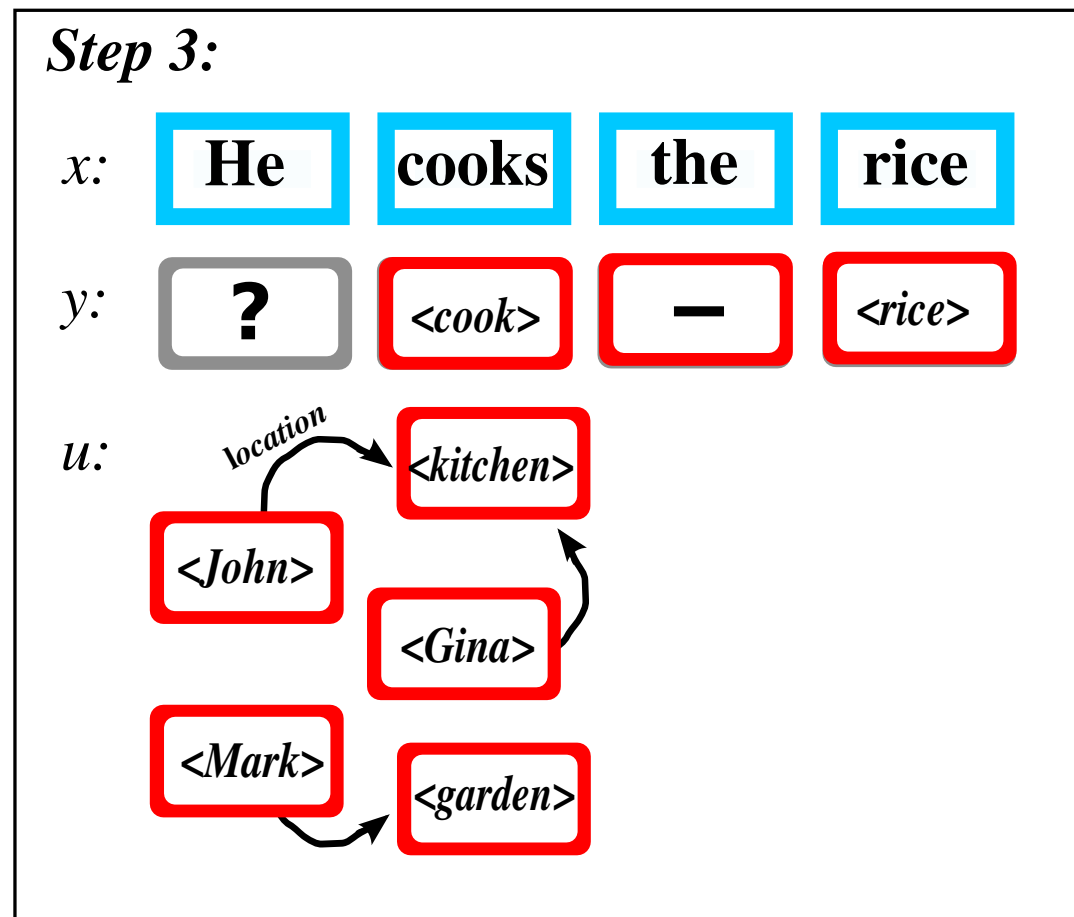 Step 3:
x: He cooks the rice
y: ? <cook> – <rice>
u: location <kitchen>
<John>
<Gina>
<Mark>
<garden>